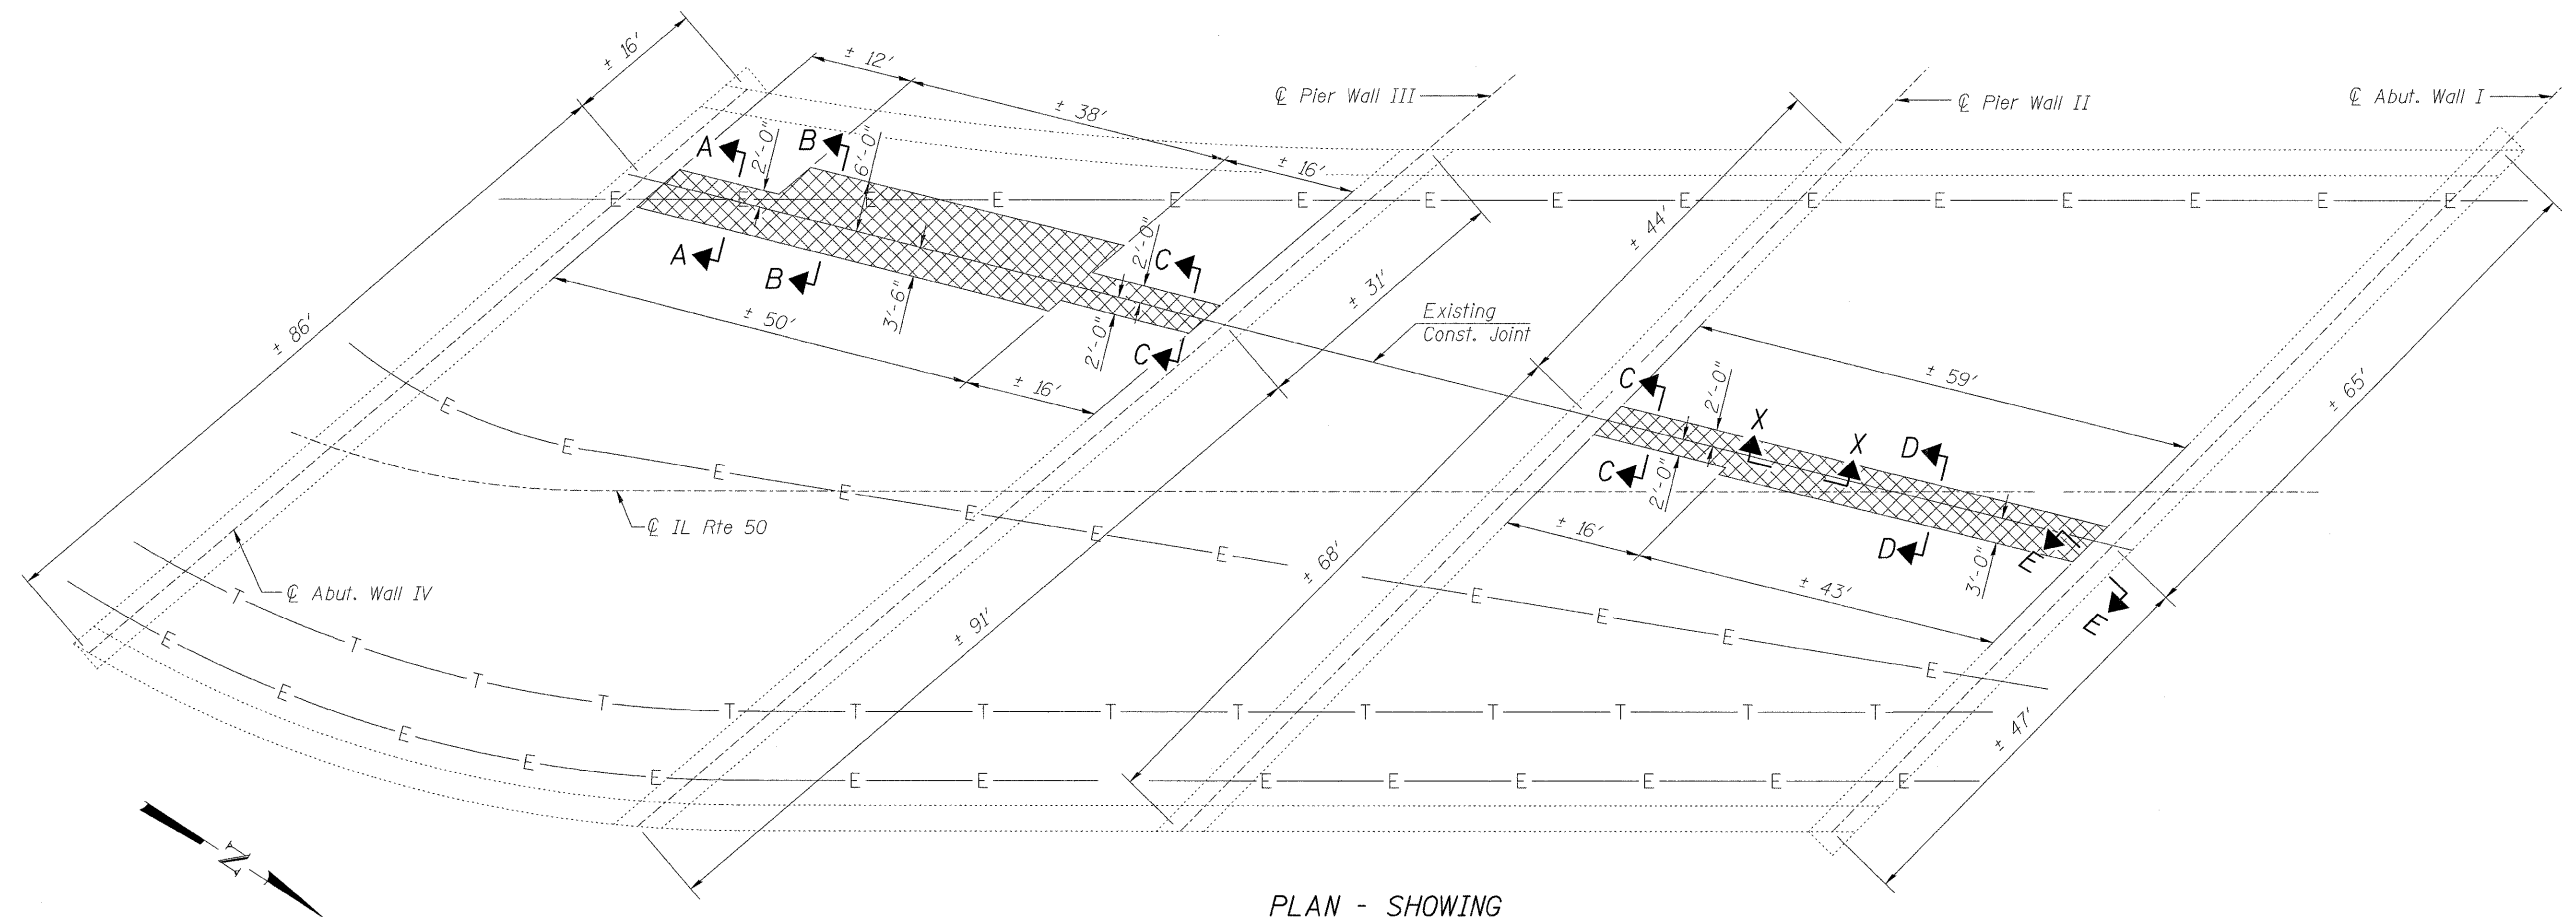 ± 16'
± 12'
± 38'
± 16'
℄ Pier Wall III
℄ Pier Wall II
℄ Abut. Wall I
A
2'-0"
B
6'-0"
E E E E E E E E E E E E E E E
A
B
3'-6"
C
2'-0"
2'-0"
C
± 31'
± 44'
± 50'
± 16'
± 86'
Existing
Const. Joint
± 59'
± 65'
C
2'-0"
X
X
D
C
2'-0"
D
3'-0"
E
E
± 16'
± 43'
± 68'
± 91'
± 47'
E E E E E E E E E E E
℄ IL Rte 50
℄ Abut. Wall IV
T T T T T T T T T T T T T T
E E E E E E E E E E E E E
N
PLAN - SHOWING